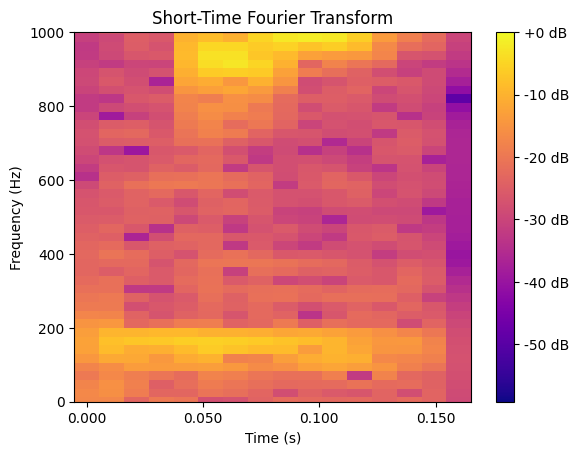 Short-Time Fourier Transform
Frequency (Hz)
1000
800
600
400
200
0
0.000
0.050
0.100
0.150
Time (s)
+0 dB
-10 dB
-20 dB
-30 dB
-40 dB
-50 dB